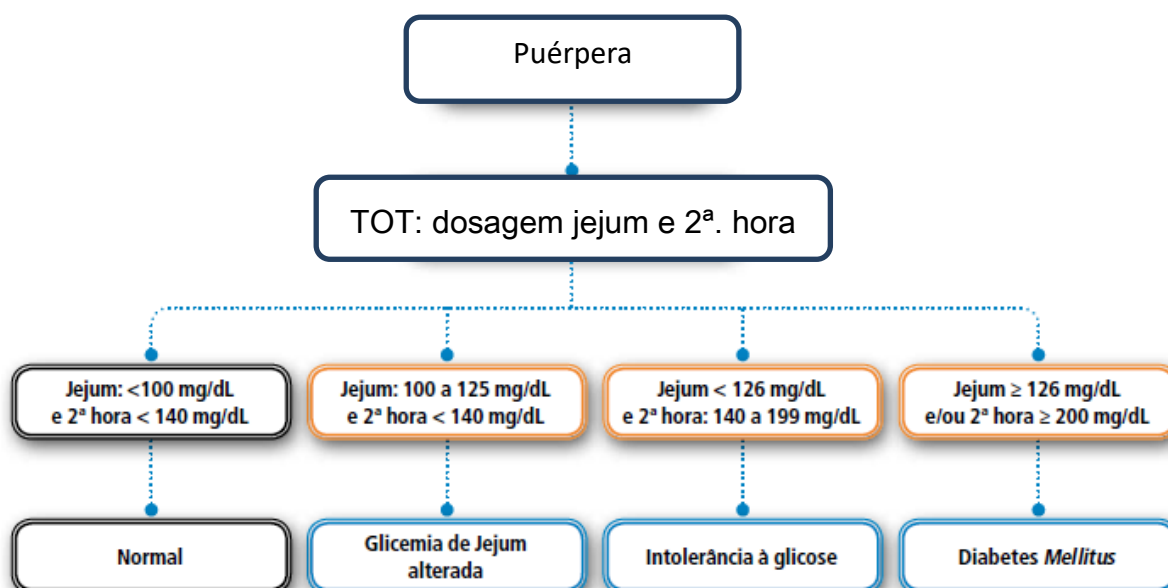 Puérpera
TOT: dosagem jejum e 2ª. hora
Jejum: <100 mg/dL
e 2ª hora < 140 mg/dL
Jejum: 100 a 125 mg/dL
e 2ª hora < 140 mg/dL
Jejum < 126 mg/dL
e 2ª hora: 140 a 199 mg/dL
Jejum ≥ 126 mg/dL
e/ou 2ª hora ≥ 200 mg/dL
Normal
Glicemia de Jejum
alterada
Intolerância à glicose
Diabetes Mellitus